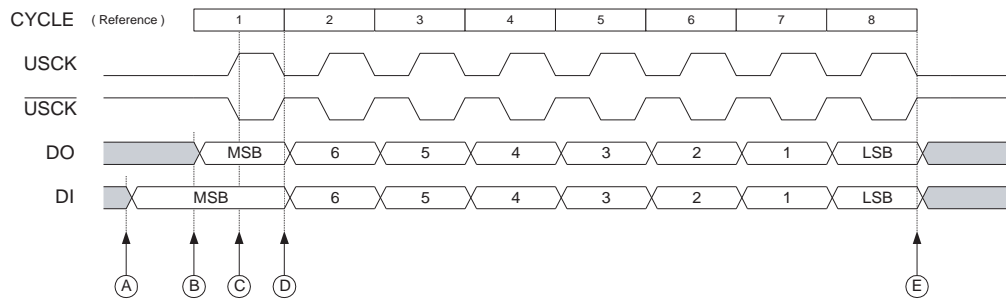 CYCLE ( Reference ) 1 2 3 4 5 6 7 8
USCK
USCK
DO MSB 6 5 4 3 2 1 LSB
DI MSB 6 5 4 3 2 1 LSB
A B C D E